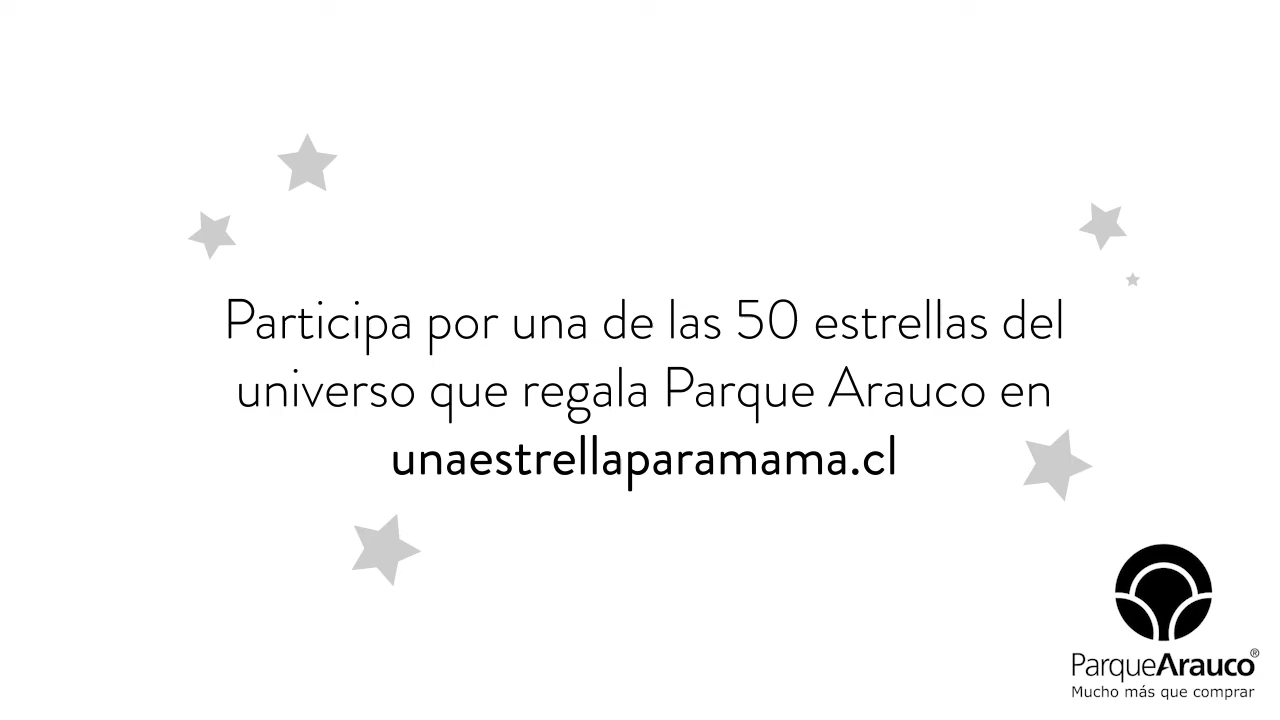 Participa por una de las 50 estrellas del
universo que regala Parque Arauco en
unaestrellaparamama.cl
ParqueArauco®
Mucho más que comprar